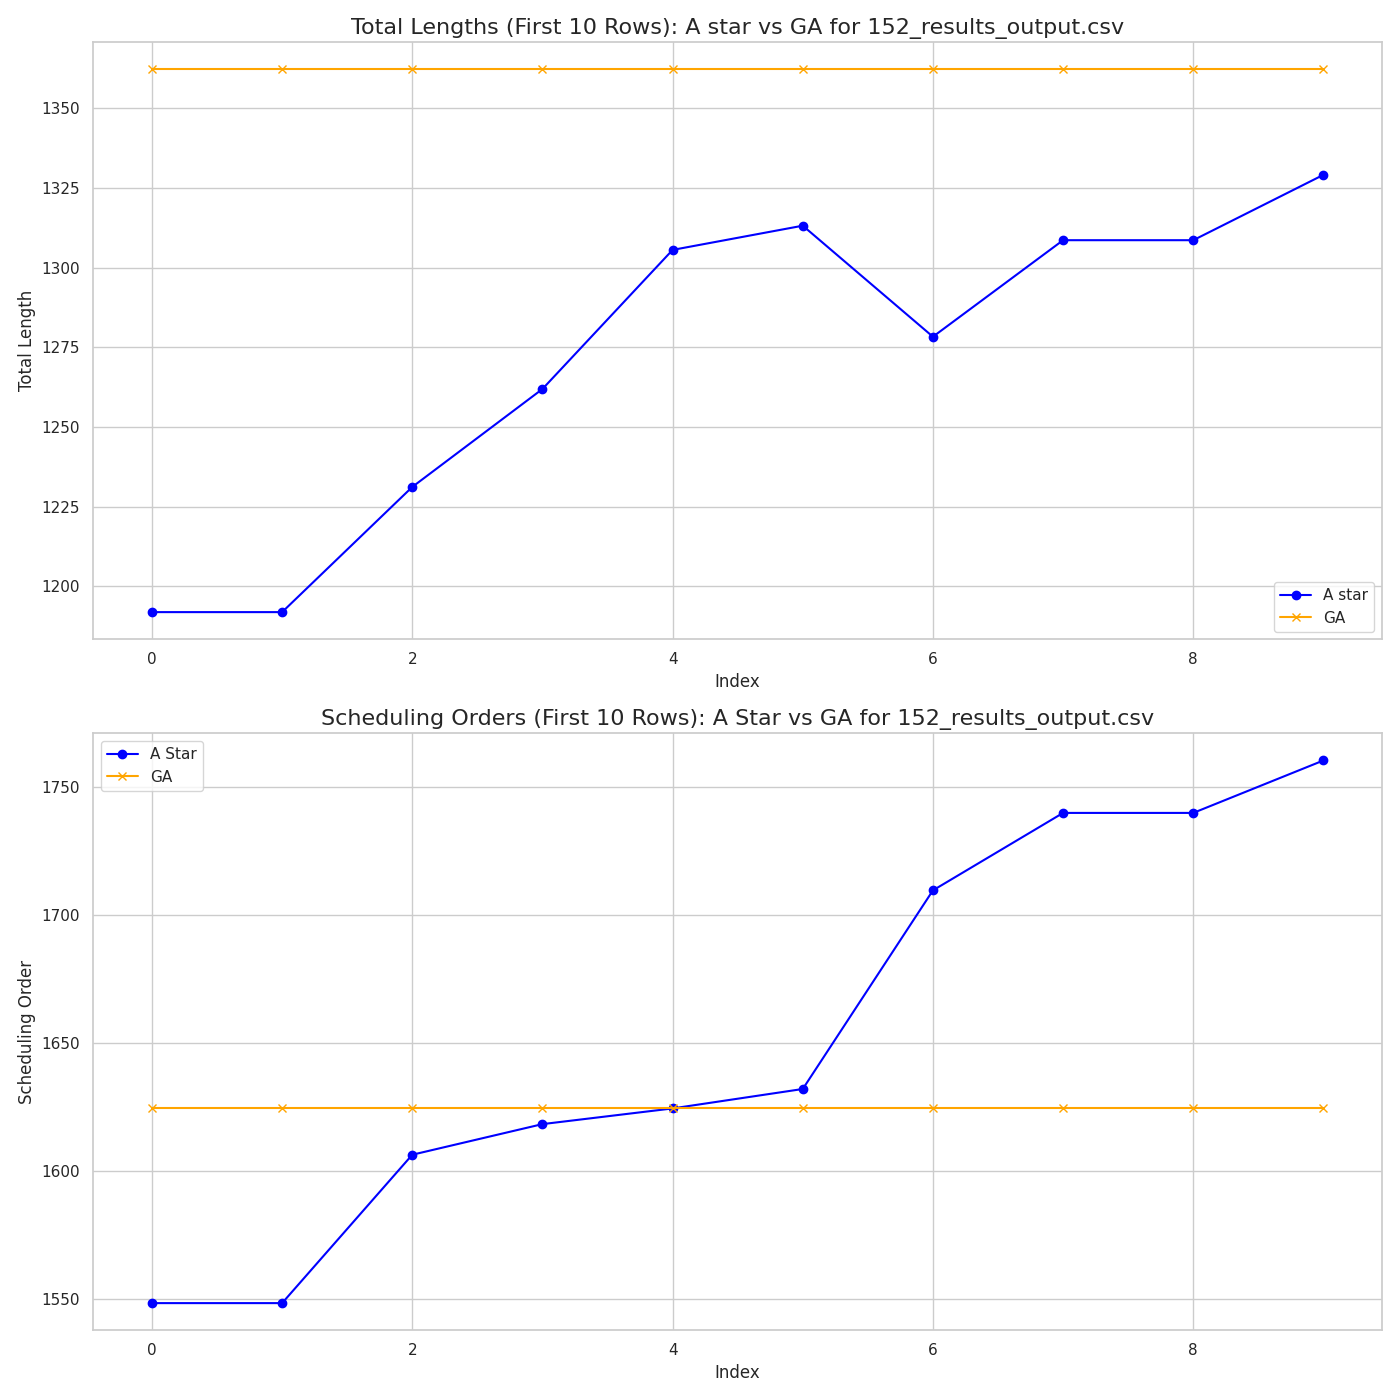 Total Lengths (First 10 Rows): A star vs GA for 152_results_output.csv
Total Length
1350
1325
1300
1275
1250
1225
1200
A star
GA
0 2 4 6 8
Index
Scheduling Orders (First 10 Rows): A Star vs GA for 152_results_output.csv
A Star
GA
Scheduling Order
1750
1700
1650
1600
1550
0 2 4 6 8
Index